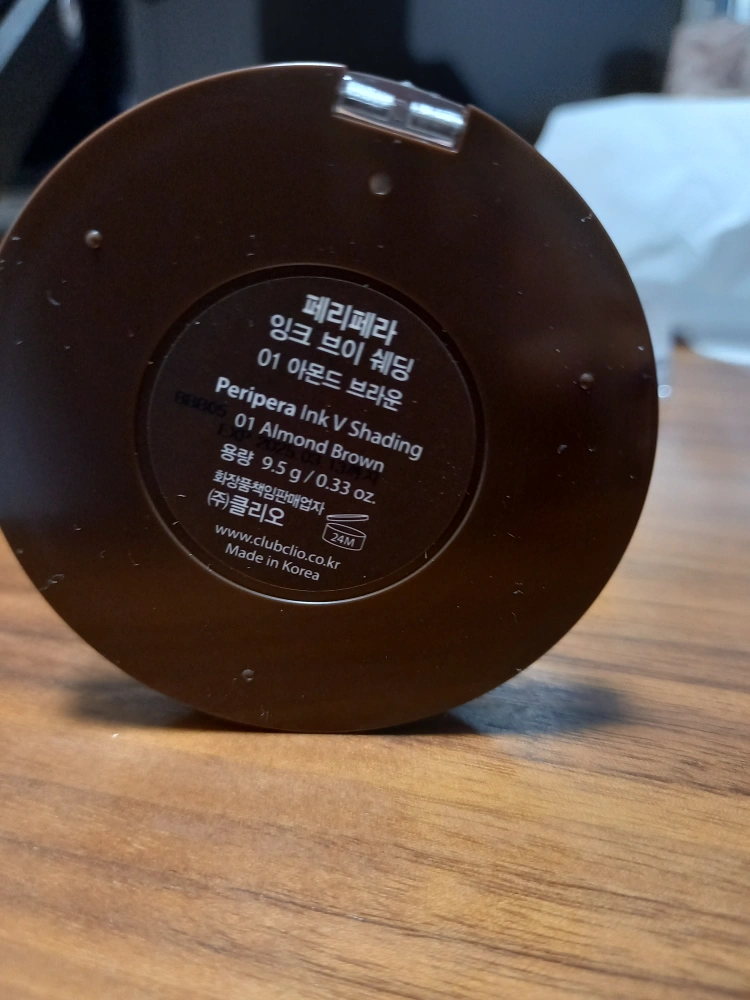 페리페라
잉크 브이 쉐딩
01 아몬드 브라운
Peripera Ink V Shading
01 Almond Brown
용량 9.5 g / 0.33 oz.
화장품책임판매업자
㈜클리오
24M
www.clubclio.co.kr
Made in Korea